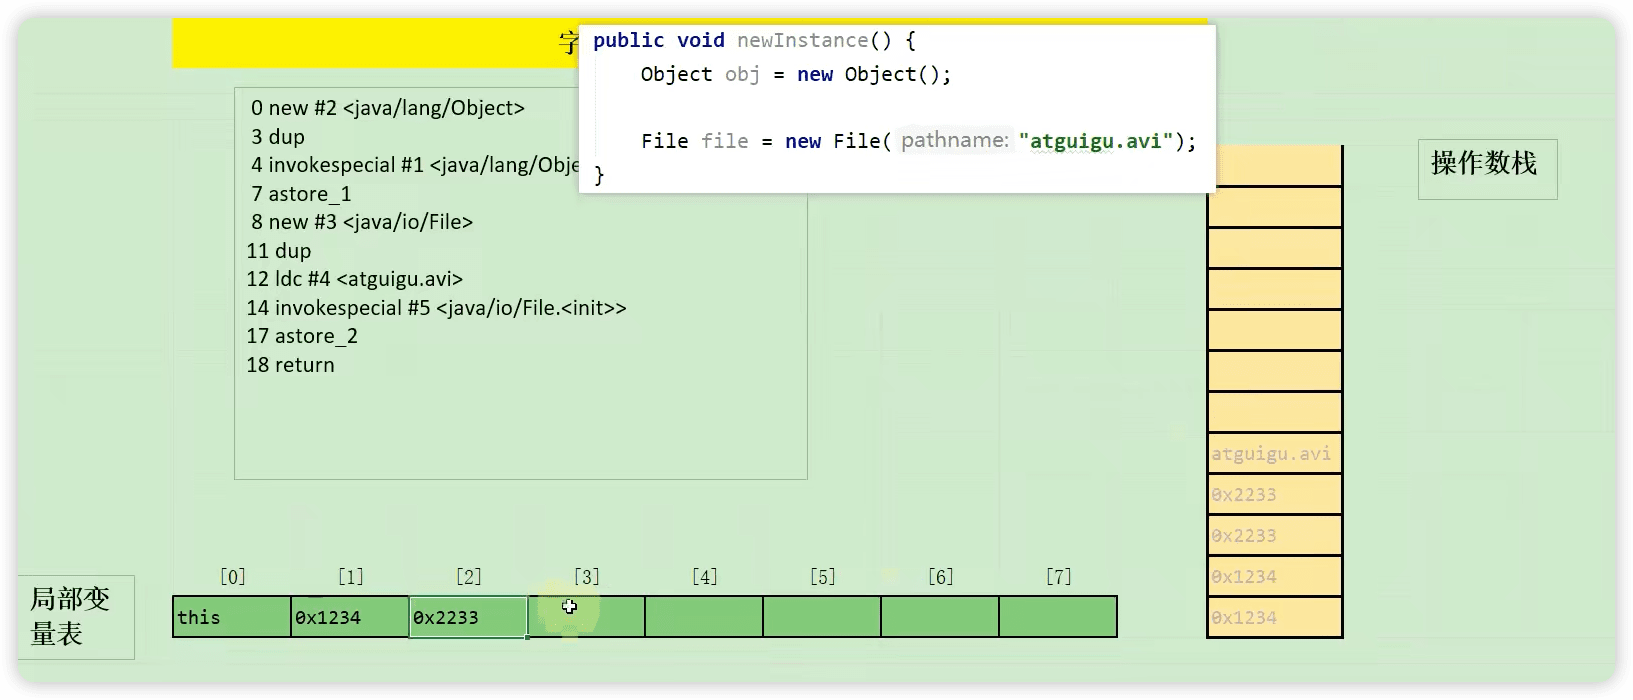 字
public void newInstance() {
Object obj = new Object();
File file = new File( pathname: "atguigu.avi");
}
0 new #2 <java/lang/Object>
3 dup
4 invokespecial #1 <java/lang/Obje
7 astore_1
8 new #3 <java/io/File>
11 dup
12 ldc #4 <atguigu.avi>
14 invokespecial #5 <java/io/File.<init>>
17 astore_2
18 return
操作数栈
atguigu.avi
0x2233
0x2233
0x1234
0x1234
[0] [1] [2] [3] [4] [5] [6] [7]
局部变
量表
this 0x1234 0x2233